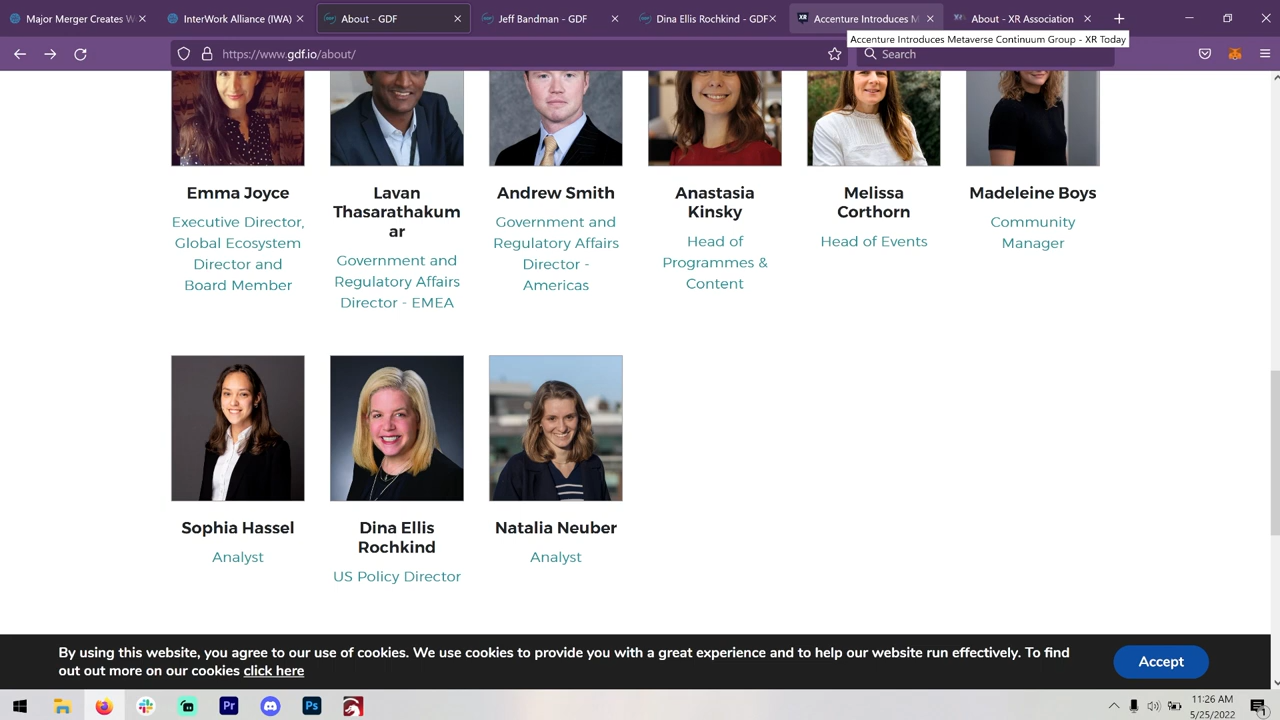 Major Merger Creates W
InterWork Alliance (IWA)
About - GDF
Jeff Bandman - GDF
Dina Ellis Rochkind - GDF
Accenture Introduces M
About - XR Association
Accenture Introduces Metaverse Continuum Group - XR Today
https://www.gdf.io/about/
Search
Emma Joyce
Executive Director,
Global Ecosystem
Director and
Board Member
Lavan
Thasarathakum
ar
Government and
Regulatory Affairs
Director - EMEA
Andrew Smith
Government and
Regulatory Affairs
Director -
Americas
Anastasia
Kinsky
Head of
Programmes &
Content
Melissa
Corthorn
Head of Events
Madeleine Boys
Community
Manager
Sophia Hassel
Analyst
Dina Ellis
Rochkind
US Policy Director
Natalia Neuber
Analyst
By using this website, you agree to our use of cookies. We use cookies to provide you with a great experience and to help our website run effectively. To find
out out more on our cookies click here
Accept
Pr
Ps
11:26 AM
5/25/2022
1